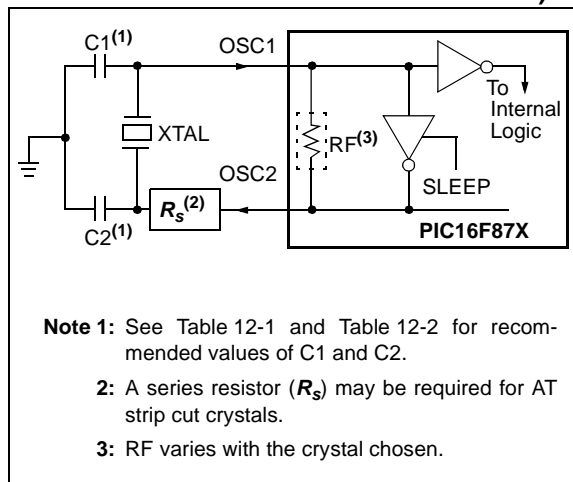 C1(1)
OSC1
To
Internal
Logic
XTAL
RF(3)
OSC2
SLEEP
Rs(2)
C2(1)
PIC16F87X
Note 1: See Table 12-1 and Table 12-2 for recom-
mended values of C1 and C2.
2: A series resistor (Rs) may be required for AT
strip cut crystals.
3: RF varies with the crystal chosen.